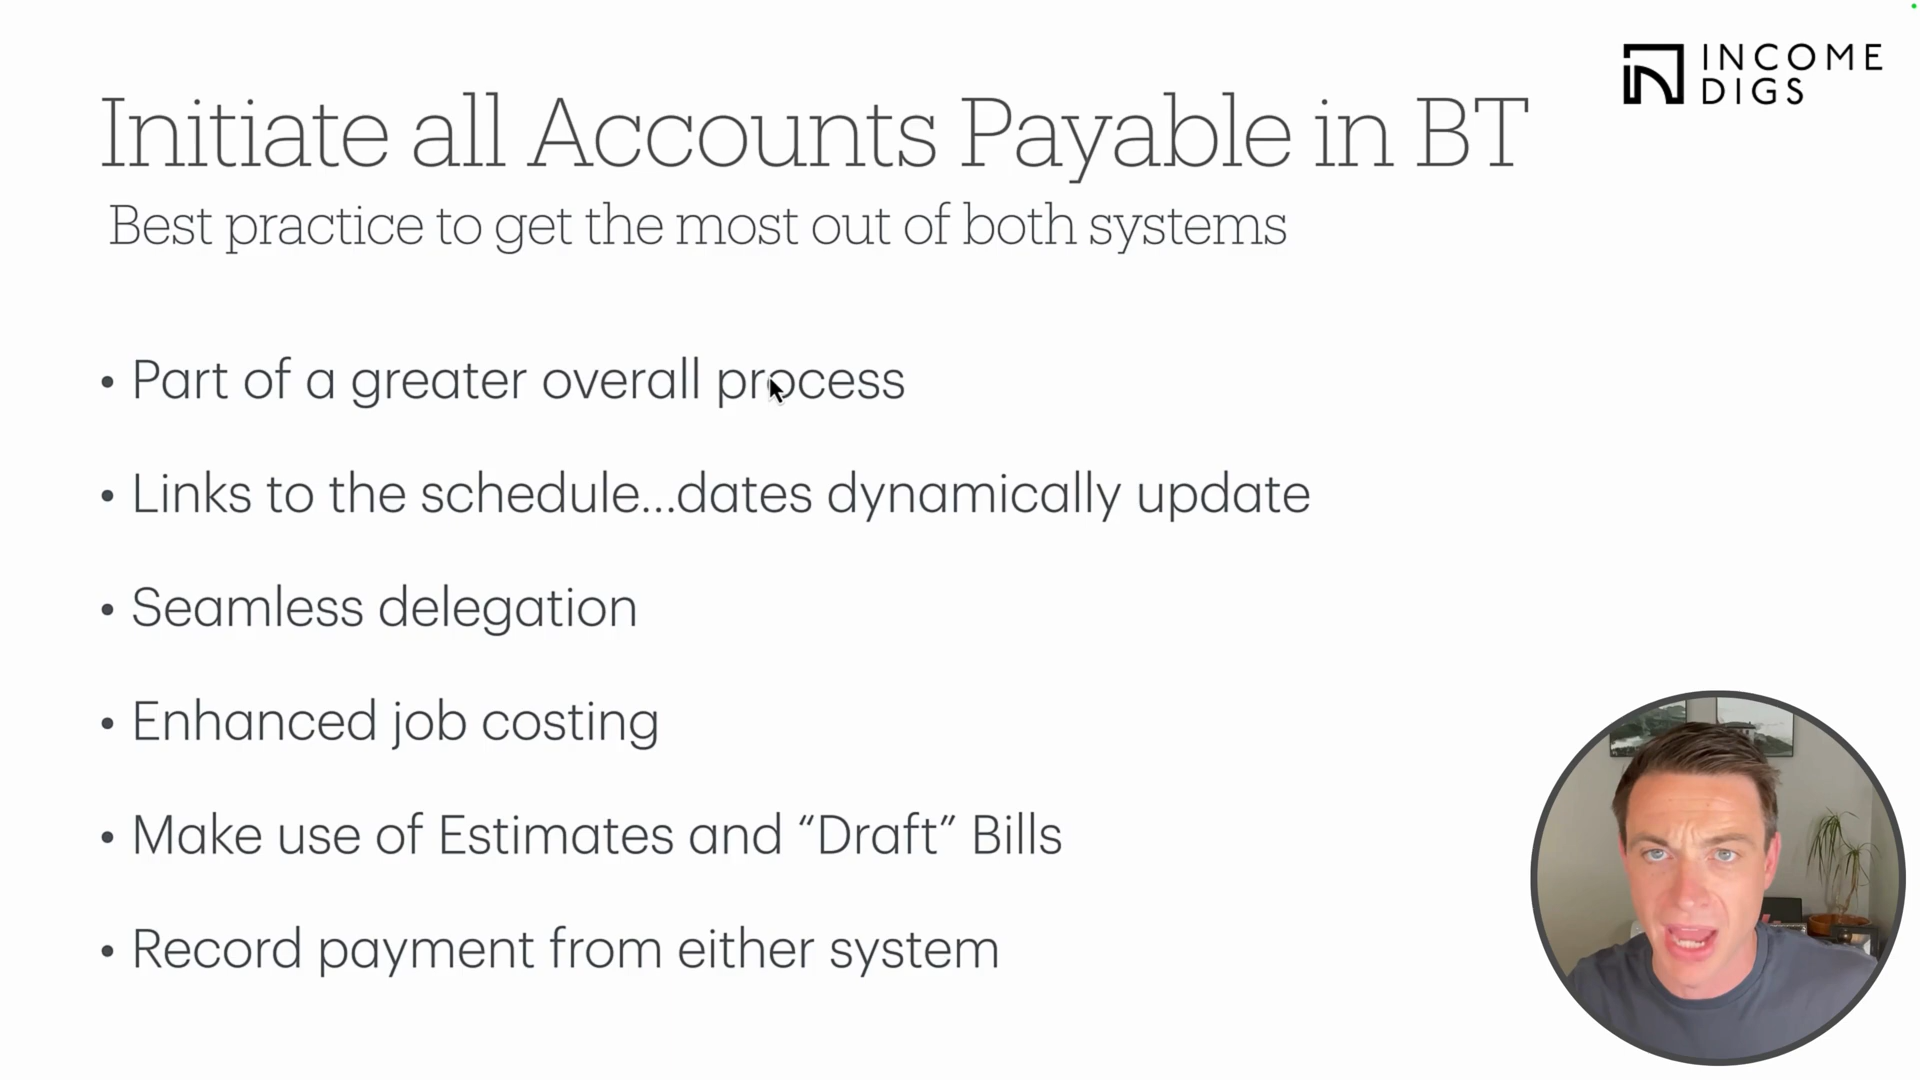 INCOME
DIGS
Initiate all Accounts Payable in BT
Best practice to get the most out of both systems
• Part of a greater overall process
• Links to the schedule...dates dynamically update
• Seamless delegation
• Enhanced job costing
• Make use of Estimates and “Draft” Bills
• Record payment from either system